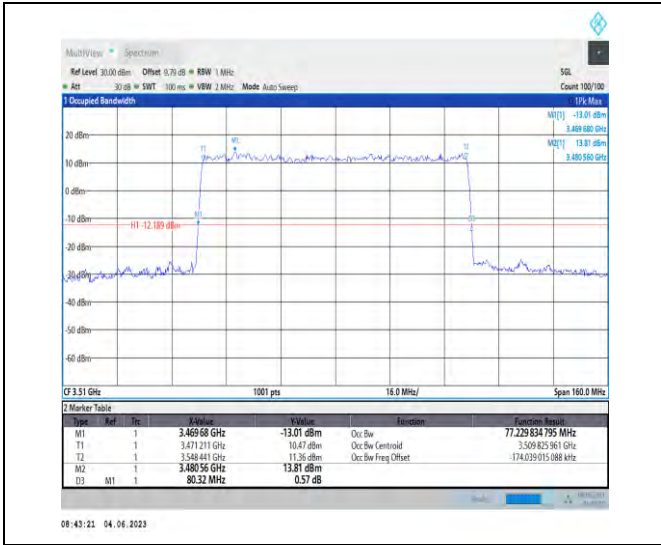 MultiView Spectrum
Ref Level 30.00 dBm Offset 9.79 dB RBW 1 MHz SGL
Att 30 dB SWT 100 ms VBW 2 MHz Mode Auto Sweep Count 100/100
1 Occupied Bandwidth 1Pk Max
M1[1] -13.01 dBm
3.469 680 GHz
M2[1] 13.81 dBm
3.480 560 GHz
20 dBm
T1 M2 T2
10 dBm
0 dBm
-10 dBm M1 D3
H1 -12.189 dBm
-20 dBm
-30 dBm
-40 dBm
-50 dBm
-60 dBm
CF 3.51 GHz 1001 pts 16.0 MHz/ Span 160.0 MHz
2 Marker Table
Type Ref Trc X-Value Y-Value Function Function Result
M1 1 3.469 68 GHz -13.01 dBm Occ Bw 77.229 834 795 MHz
T1 1 3.471 211 GHz 10.47 dBm Occ Bw Centroid 3.509 825 961 GHz
T2 1 3.548 441 GHz 11.36 dBm Occ Bw Freq Offset -174.039 015 088 kHz
M2 1 3.480 56 GHz 13.81 dBm
D3 M1 1 80.32 MHz 0.57 dB
08:43:21 04.06.2023